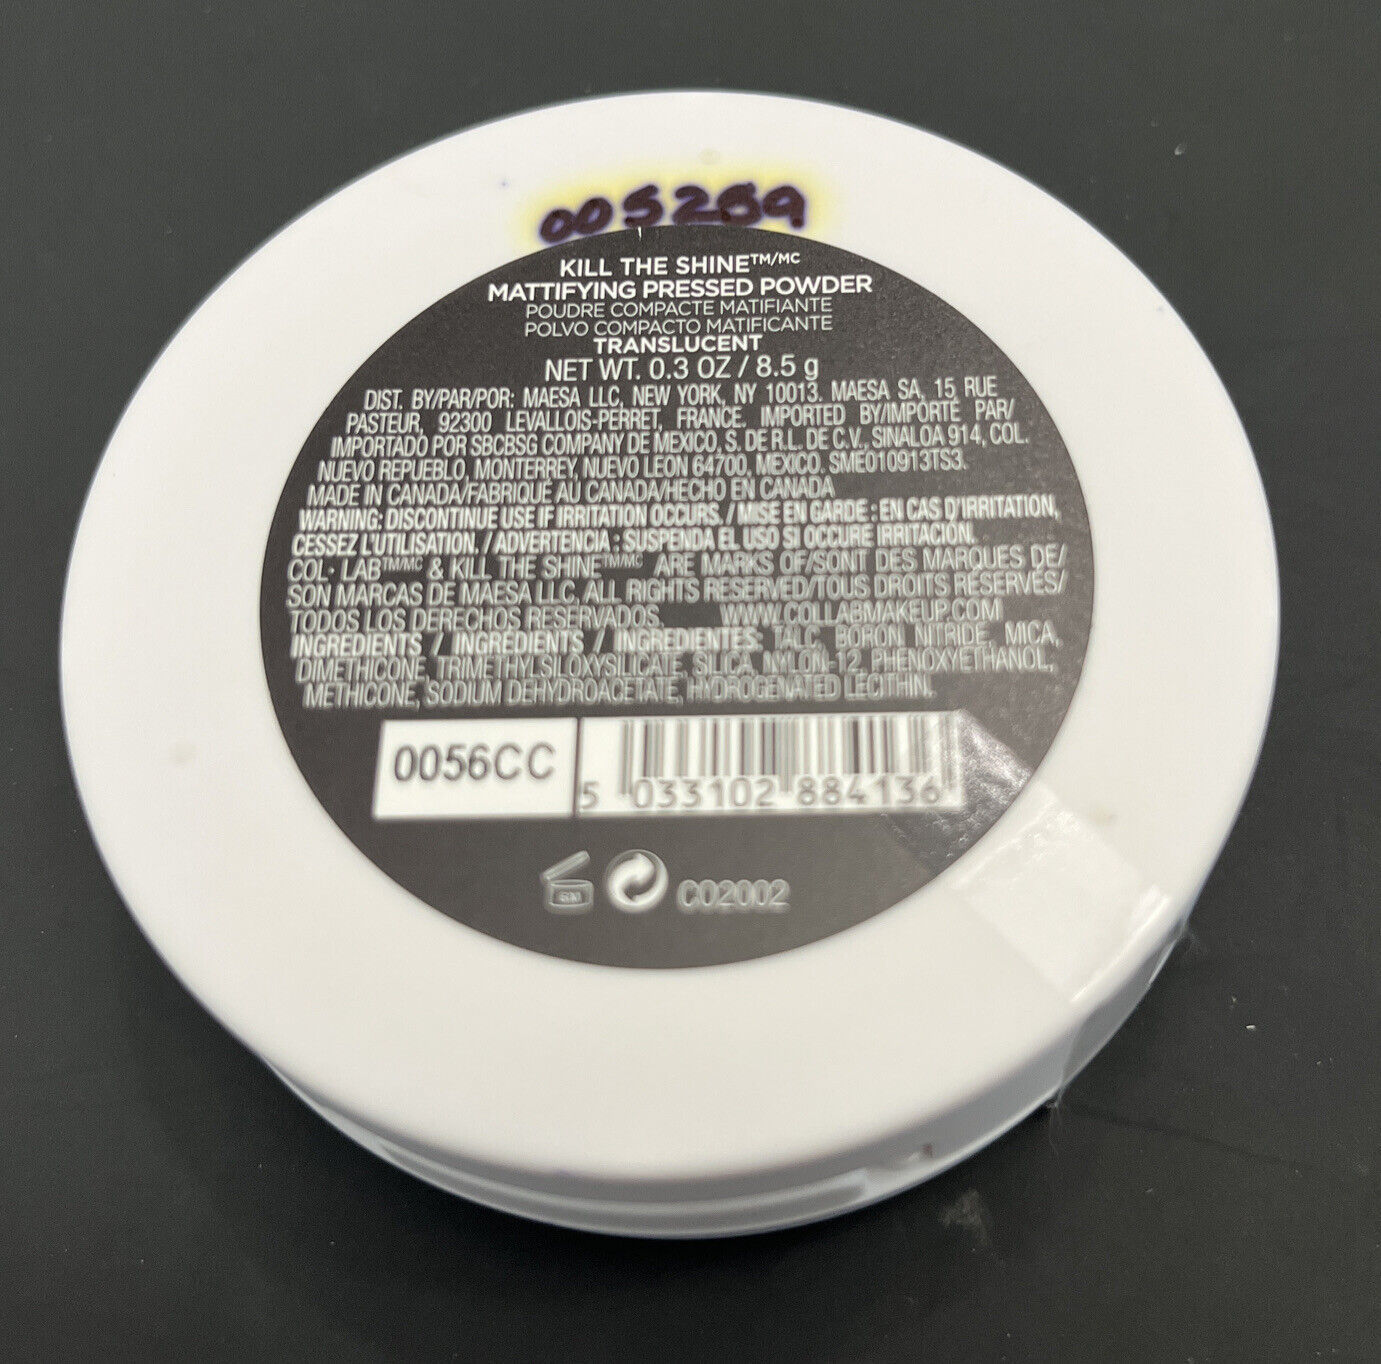 005289
KILL THE SHINE™/MC
MATTIFYING PRESSED POWDER
POUDRE COMPACTE MATIFIANTE
POLVO COMPACTO MATIFICANTE
TRANSLUCENT
NET WT. 0.3 OZ / 8.5 g
DIST. BY/PAR/POR: MAESA LLC, NEW YORK, NY 10013. MAESA SA, 15 RUE
PASTEUR, 92300 LEVALLOIS-PERRET, FRANCE. IMPORTED BY/IMPORTÉ PAR/
IMPORTADO POR SBCBSG COMPANY DE MEXICO, S. DE R.L. DE C.V., SINALOA 914, COL.
NUEVO REPUEBLO, MONTERREY, NUEVO LEON 64700, MEXICO. SME010913TS3.
MADE IN CANADA/FABRIQUÉ AU CANADA/HECHO EN CANADA
WARNING: DISCONTINUE USE IF IRRITATION OCCURS. / MISE EN GARDE : EN CAS D'IRRITATION,
CESSEZ L'UTILISATION. / ADVERTENCIA : SUSPENDA EL USO SI OCCURE IRRITACIÓN.
COL· LAB™/MC & KILL THE SHINE™/MC ARE MARKS OF/SONT DES MARQUES DE/
SON MARCAS DE MAESA LLC, ALL RIGHTS RESERVED/TOUS DROITS RÉSERVÉS/
TODOS LOS DERECHOS RESERVADOS. WWW.COLLABMAKEUP.COM
INGREDIENTS / INGRÉDIENTS / INGREDIENTES: TALC, BORON NITRIDE, MICA,
DIMETHICONE, TRIMETHYLSILOXYSILICATE, SILICA, NYLON-12, PHENOXYETHANOL,
METHICONE, SODIUM DEHYDROACETATE, HYDROGENATED LECITHIN.
0056CC
5 033102 884136
6M C02002